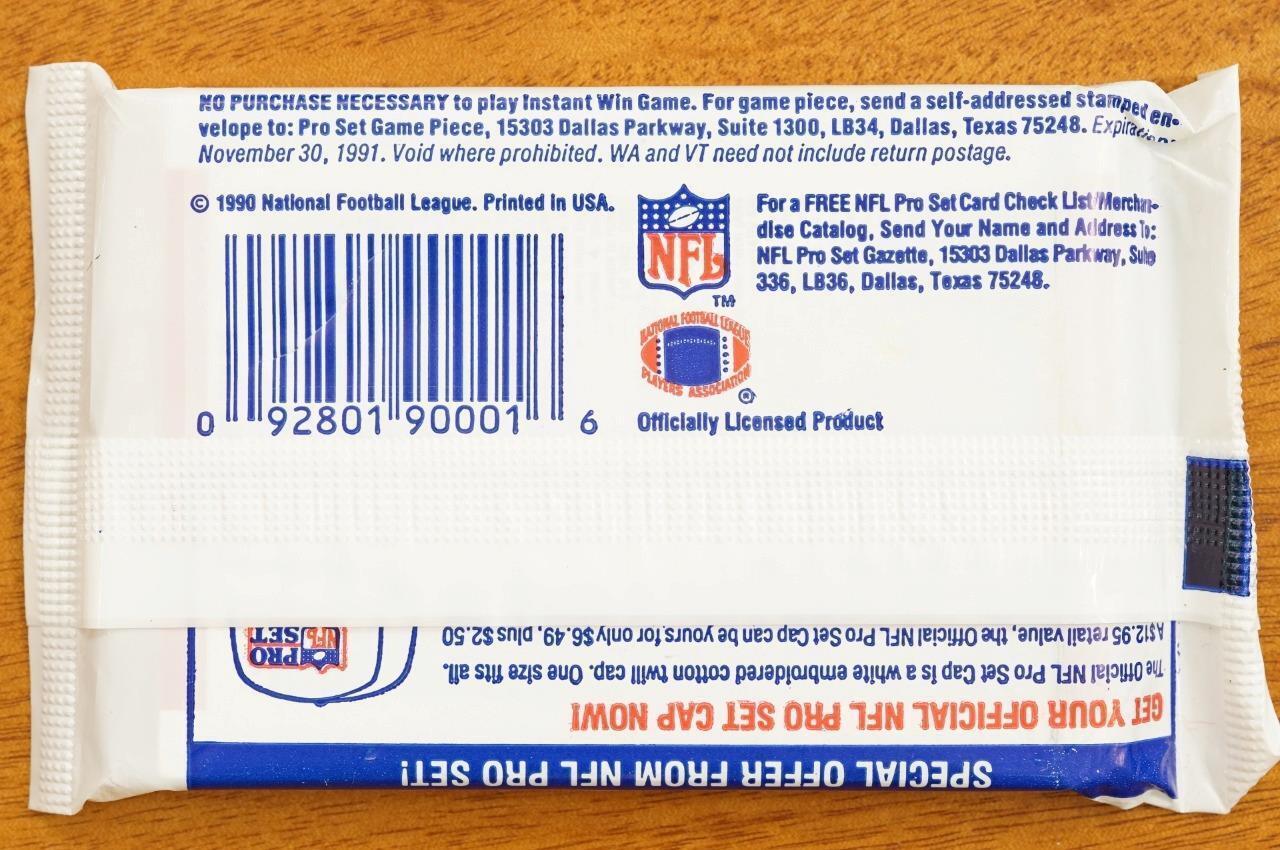 NO PURCHASE NECESSARY to play Instant Win Game. For game piece, send a self-addressed stamped en-
velope to: Pro Set Game Piece, 15303 Dallas Parkway, Suite 1300, LB34, Dallas, Texas 75248. Expiration
November 30, 1991. Void where prohibited. WA and VT need not include return postage.
© 1990 National Football League. Printed in USA.
0 92801 90001 6
NFL
TM
NATIONAL FOOTBALL LEAGUE
PLAYERS ASSOCIATION
®
Officially Licensed Product
For a FREE NFL Pro Set Card Check List/Merchan-
dise Catalog, Send Your Name and Address To:
NFL Pro Set Gazette, 15303 Dallas Parkway, Suite
336, LB36, Dallas, Texas 75248.
SPECIAL OFFER FROM NFL PRO SET!
GET YOUR OFFICIAL NFL PRO SET CAP NOW!
The Official NFL Pro Set Cap is a white embroidered cotton twill cap. One size fits all.
A $12.95 retail value, the Official NFL Pro Set Cap can be yours for only $6.49, plus $2.50
NFL
PRO
SET